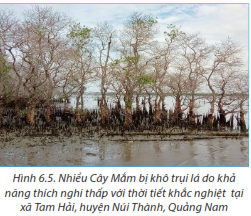 Hình 6.5. Nhiều Cây Mắm bị khô trụi lá do khả
năng thích nghi thấp với thời tiết khắc nghiệt tại
xã Tam Hải, huyện Núi Thành, Quảng Nam